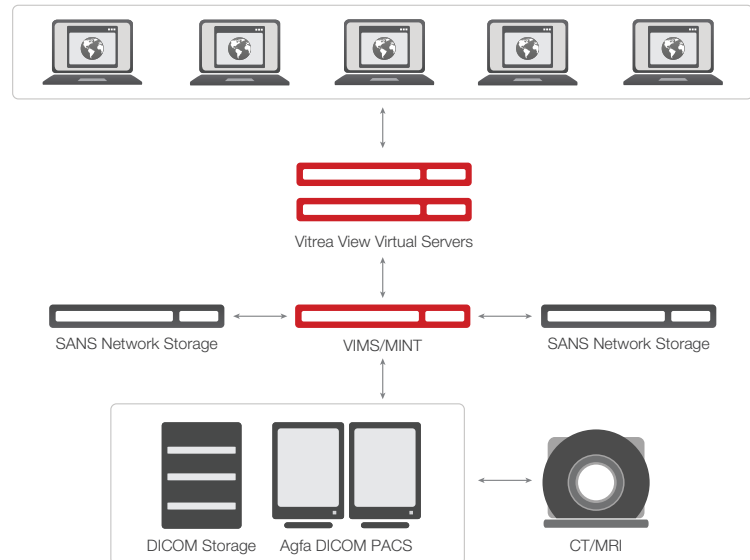 Vitrea View Virtual Servers
SANS Network Storage
VIMS/MINT
SANS Network Storage
DICOM Storage
Agfa DICOM PACS
CT/MRI